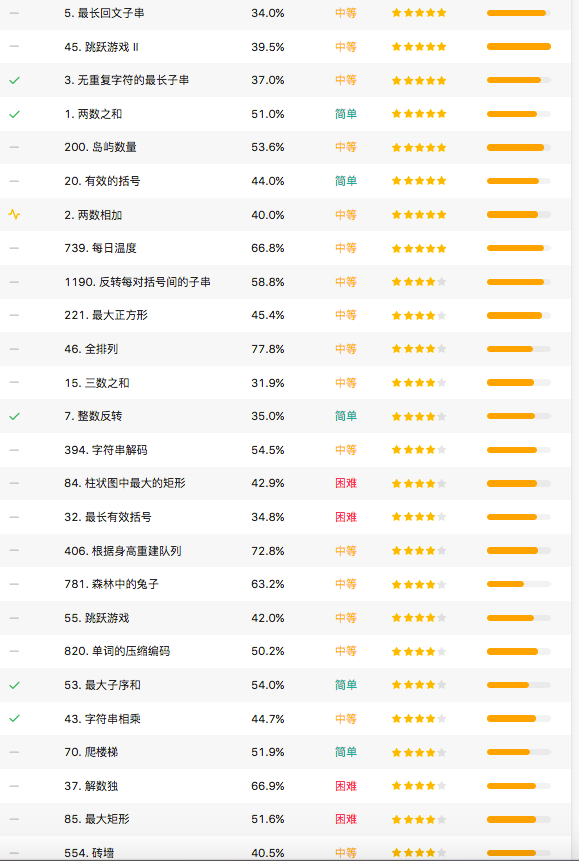 5. 最长回文子串 34.0% 中等
45. 跳跃游戏 II 39.5% 中等
3. 无重复字符的最长子串 37.0% 中等
1. 两数之和 51.0% 简单
200. 岛屿数量 53.6% 中等
20. 有效的括号 44.0% 简单
2. 两数相加 40.0% 中等
739. 每日温度 66.8% 中等
1190. 反转每对括号间的子串 58.8% 中等
221. 最大正方形 45.4% 中等
46. 全排列 77.8% 中等
15. 三数之和 31.9% 中等
7. 整数反转 35.0% 简单
394. 字符串解码 54.5% 中等
84. 柱状图中最大的矩形 42.9% 困难
32. 最长有效括号 34.8% 困难
406. 根据身高重建队列 72.8% 中等
781. 森林中的兔子 63.2% 中等
55. 跳跃游戏 42.0% 中等
820. 单词的压缩编码 50.2% 中等
53. 最大子序和 54.0% 简单
43. 字符串相乘 44.7% 中等
70. 爬楼梯 51.9% 简单
37. 解数独 66.9% 困难
85. 最大矩形 51.6% 困难
554. 砖墙 40.5% 中等